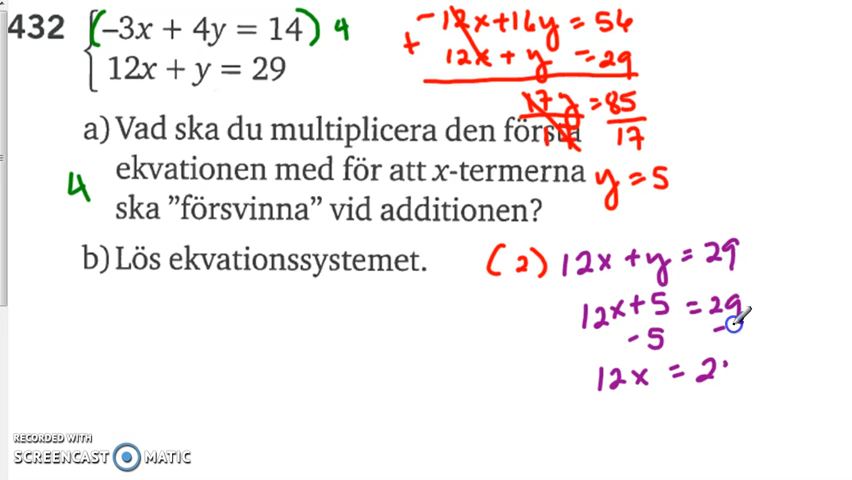 432 (-3x + 4y = 14) 4
12x + y = 29
a) Vad ska du multiplicera den första
ekvationen med för att x-termerna
ska ”försvinna” vid additionen?
4
b) Lös ekvationssystemet.
-12x + 16y = 56
+ 12x + y = 29
17y = 85
17 17
y = 5
(2) 12x + y = 29
12x + 5 = 29
-5 -
12x = 2
RECORDED WITH
SCREENCAST MATIC